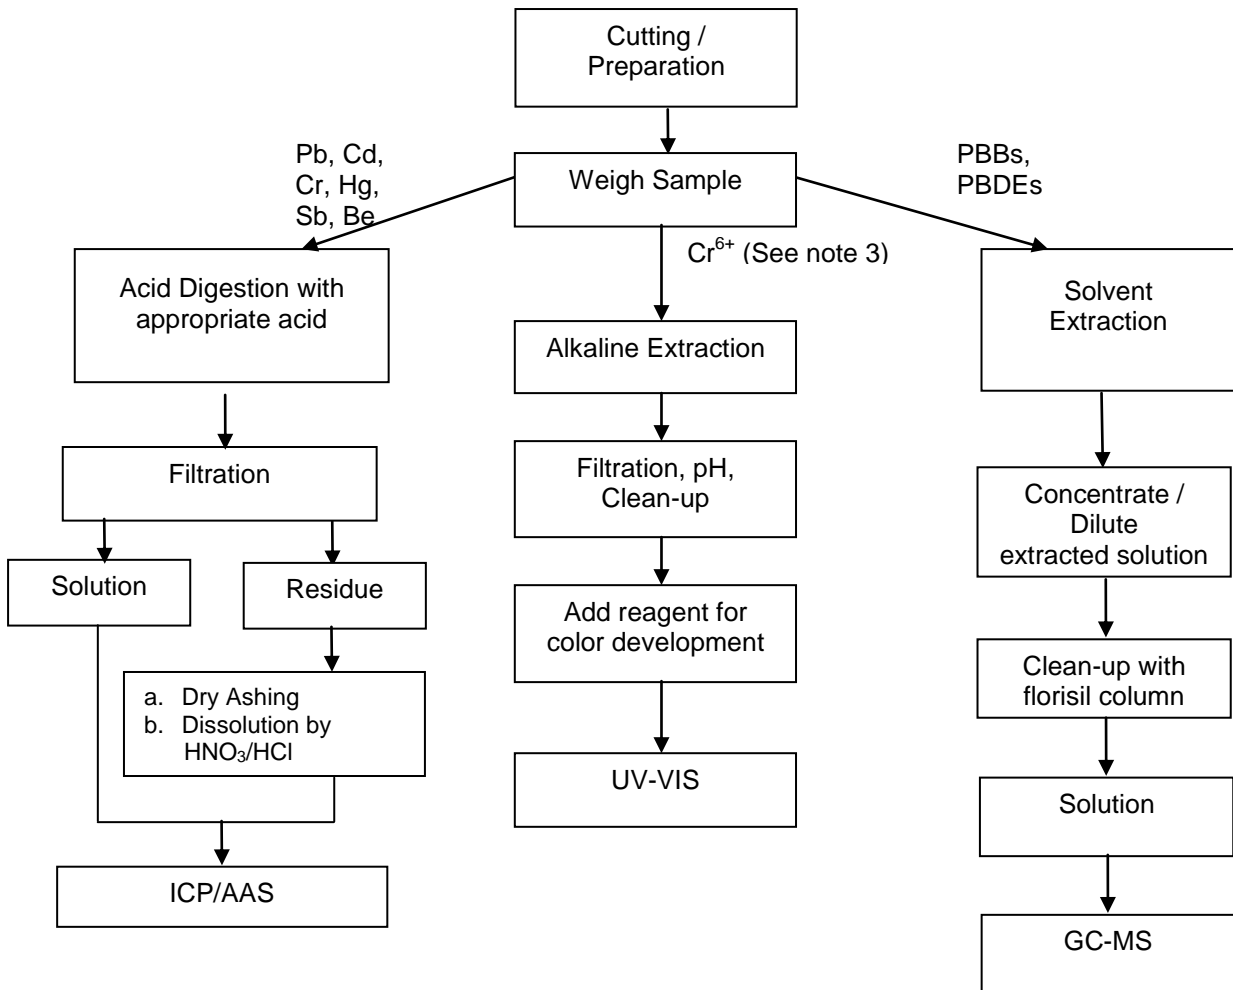 Cutting /
Preparation
Pb, Cd,
Cr, Hg,
Sb, Be
Weigh Sample
PBBs,
PBDEs
Cr⁶⁺ (See note 3)
Acid Digestion with
appropriate acid
Filtration
Solution
Residue
a. Dry Ashing
b. Dissolution by
HNO₃/HCl
ICP/AAS
Alkaline Extraction
Filtration, pH,
Clean-up
Add reagent for
color development
UV-VIS
Solvent
Extraction
Concentrate /
Dilute
extracted solution
Clean-up with
florisil column
Solution
GC-MS